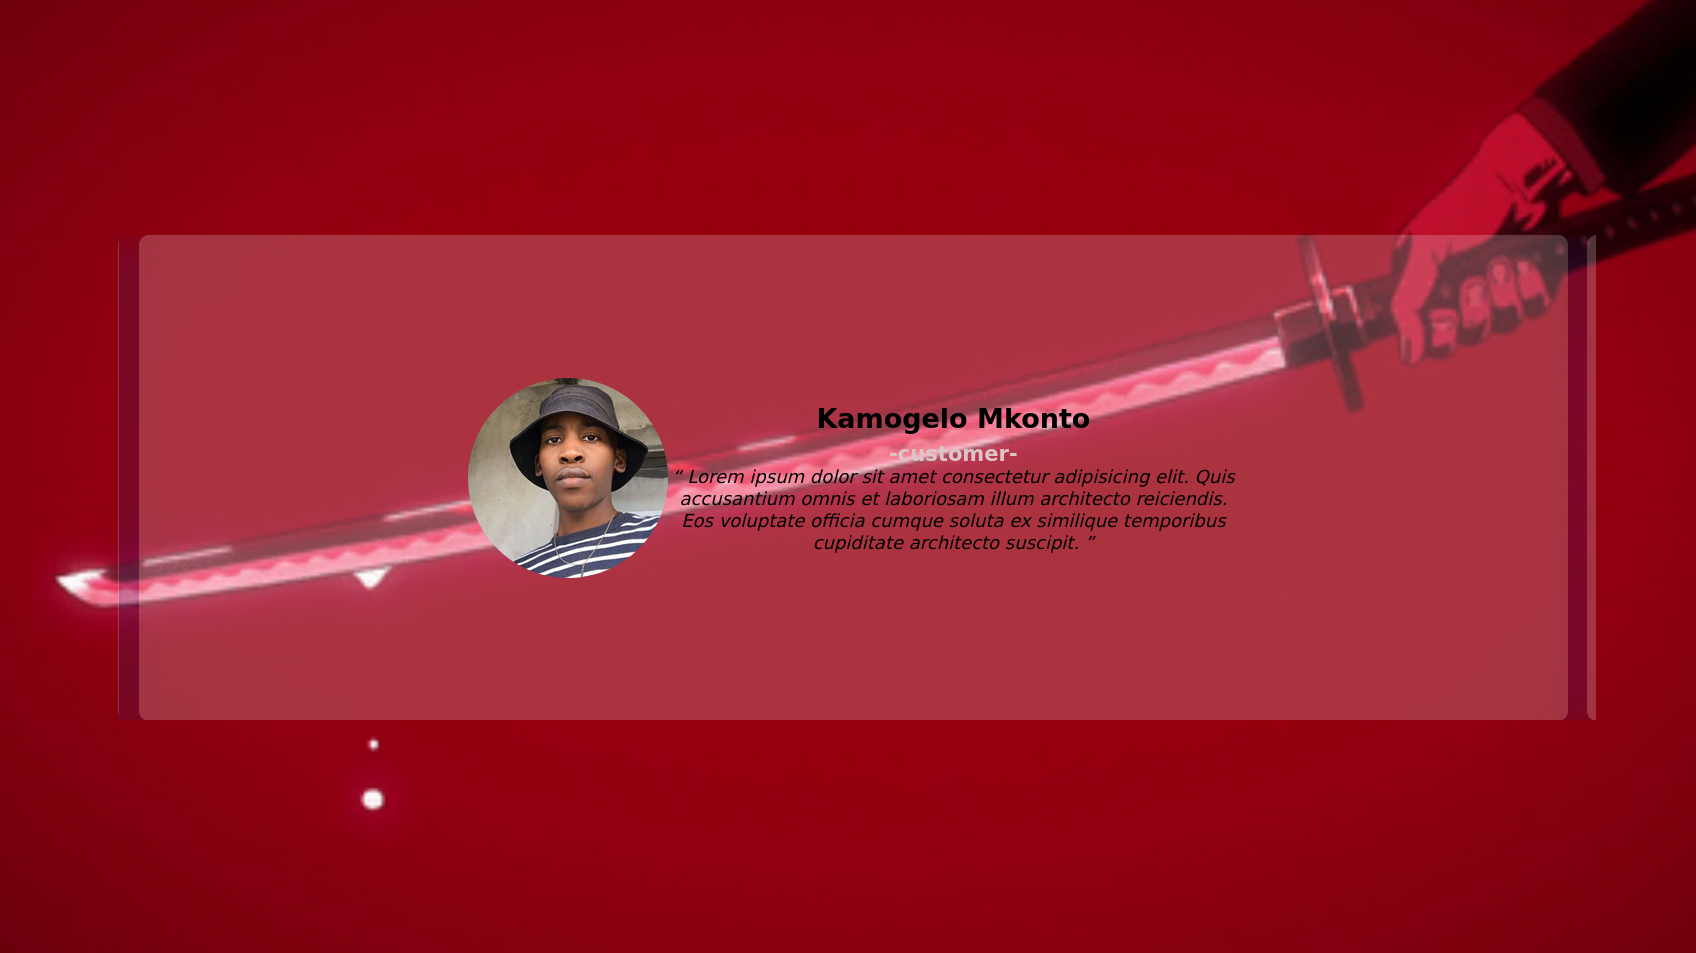 Kamogelo Mkonto
-customer-
“ Lorem ipsum dolor sit amet consectetur adipisicing elit. Quis
accusantium omnis et laboriosam illum architecto reiciendis.
Eos voluptate officia cumque soluta ex similique temporibus
cupiditate architecto suscipit. ”